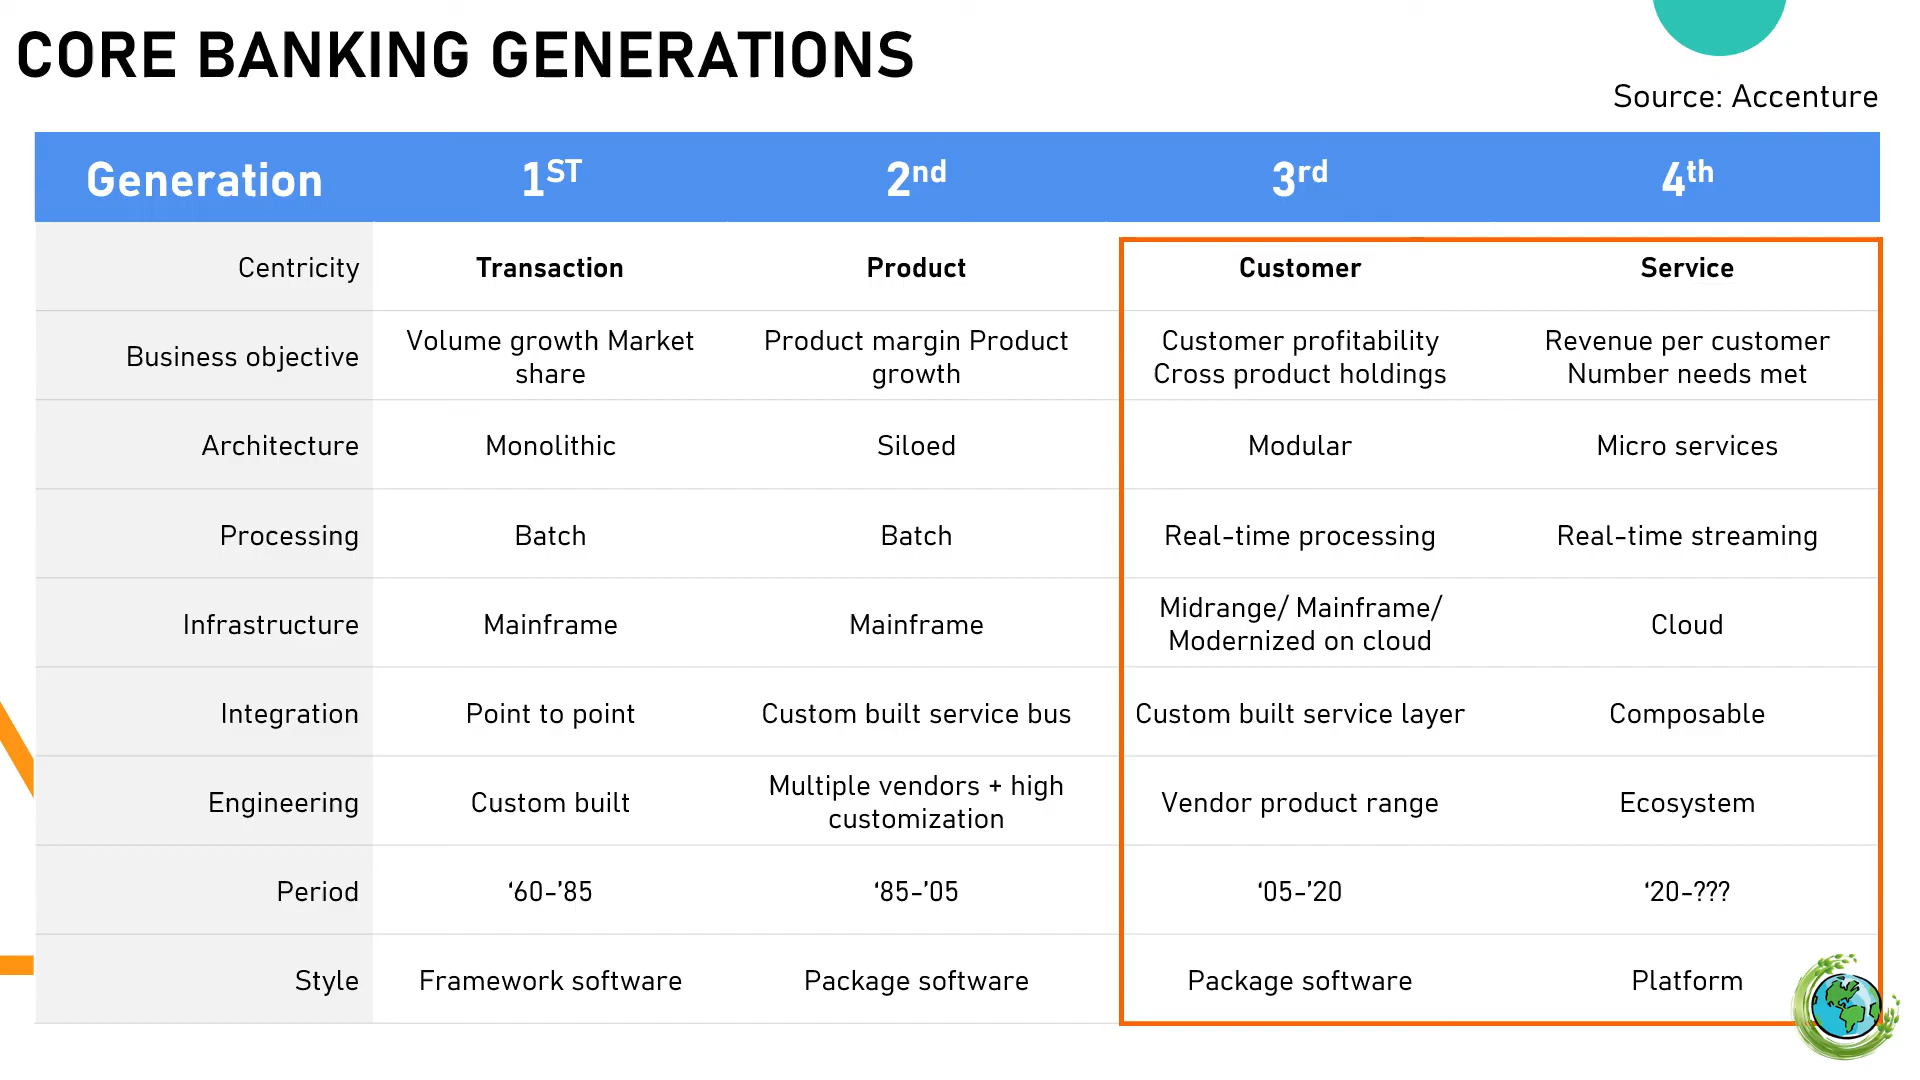 CORE BANKING GENERATIONS
Source: Accenture
Generation 1ST 2nd 3rd 4th
Centricity Transaction Product Customer Service
Business objective Volume growth Market share Product margin Product growth Customer profitability Cross product holdings Revenue per customer Number needs met
Architecture Monolithic Siloed Modular Micro services
Processing Batch Batch Real-time processing Real-time streaming
Infrastructure Mainframe Mainframe Midrange/ Mainframe/ Modernized on cloud Cloud
Integration Point to point Custom built service bus Custom built service layer Composable
Engineering Custom built Multiple vendors + high customization Vendor product range Ecosystem
Period ‘60-’85 ‘85-’05 ‘05-’20 ‘20-???
Style Framework software Package software Package software Platform